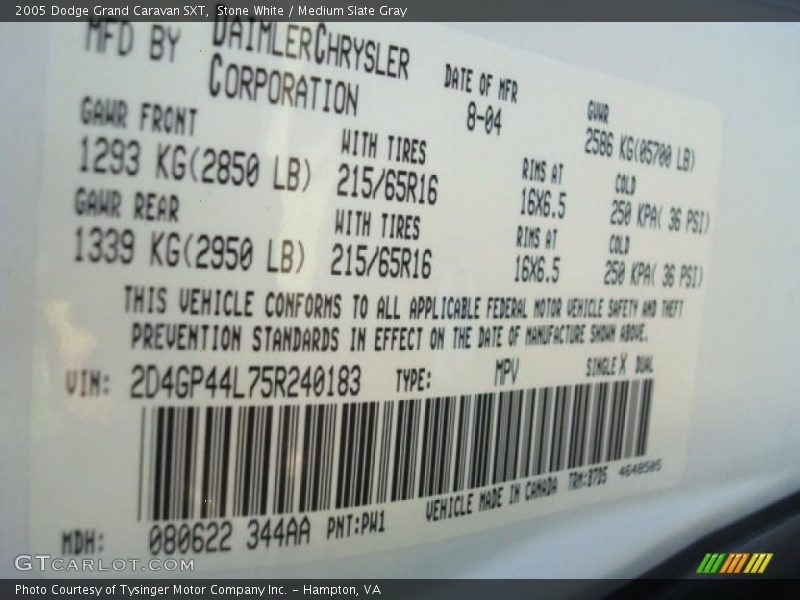 2005 Dodge Grand Caravan SXT, Stone White / Medium Slate Gray
MFD BY DAIMLERCHRYSLER CORPORATION
DATE OF MFR 8-04
GVWR 2586 KG(05700 LB)
GAWR FRONT WITH TIRES RIMS AT COLD
1293 KG(2850 LB) 215/65R16 16X6.5 250 KPA( 36 PSI)
GAWR REAR WITH TIRES RIMS AT COLD
1339 KG(2950 LB) 215/65R16 16X6.5 250 KPA( 36 PSI)
THIS VEHICLE CONFORMS TO ALL APPLICABLE FEDERAL MOTOR VEHICLE SAFETY AND THEFT
PREVENTION STANDARDS IN EFFECT ON THE DATE OF MANUFACTURE SHOWN ABOVE.
VIN: 2D4GP44L75R240183 TYPE: MPV SINGLE X DUAL
MDH: 080622 344AA PNT:PW1 VEHICLE MADE IN CANADA TRM:B7D5 4648505
GTCARLOT.COM
Photo Courtesy of Tysinger Motor Company Inc. - Hampton, VA